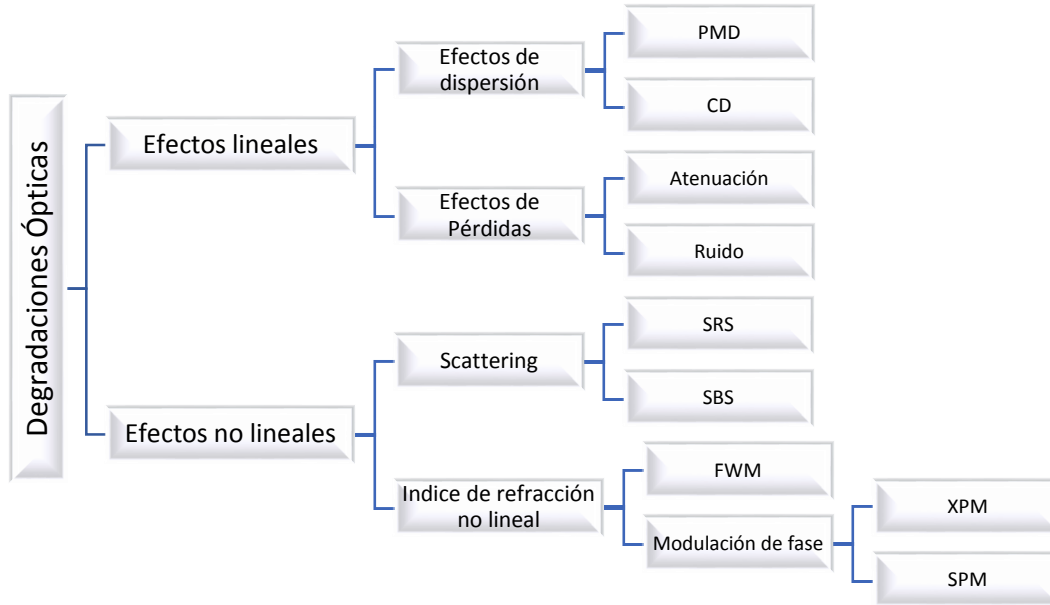 Degradaciones Ópticas
Efectos lineales
Efectos de
dispersión
PMD
CD
Efectos de
Pérdidas
Atenuación
Ruido
Efectos no lineales
Scattering
SRS
SBS
Indice de refracción
no lineal
FWM
Modulación de fase
XPM
SPM